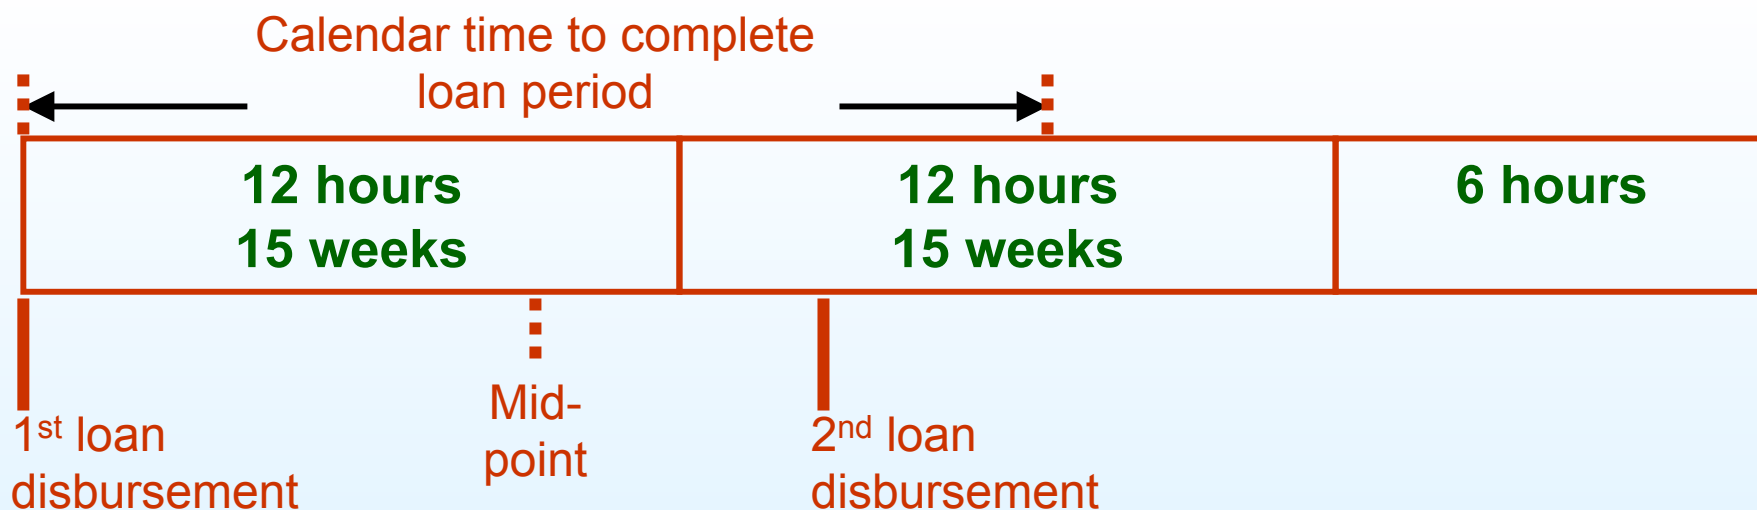 Calendar time to complete
loan period
12 hours
15 weeks
12 hours
15 weeks
6 hours
1st loan
disbursement
Mid-
point
2nd loan
disbursement